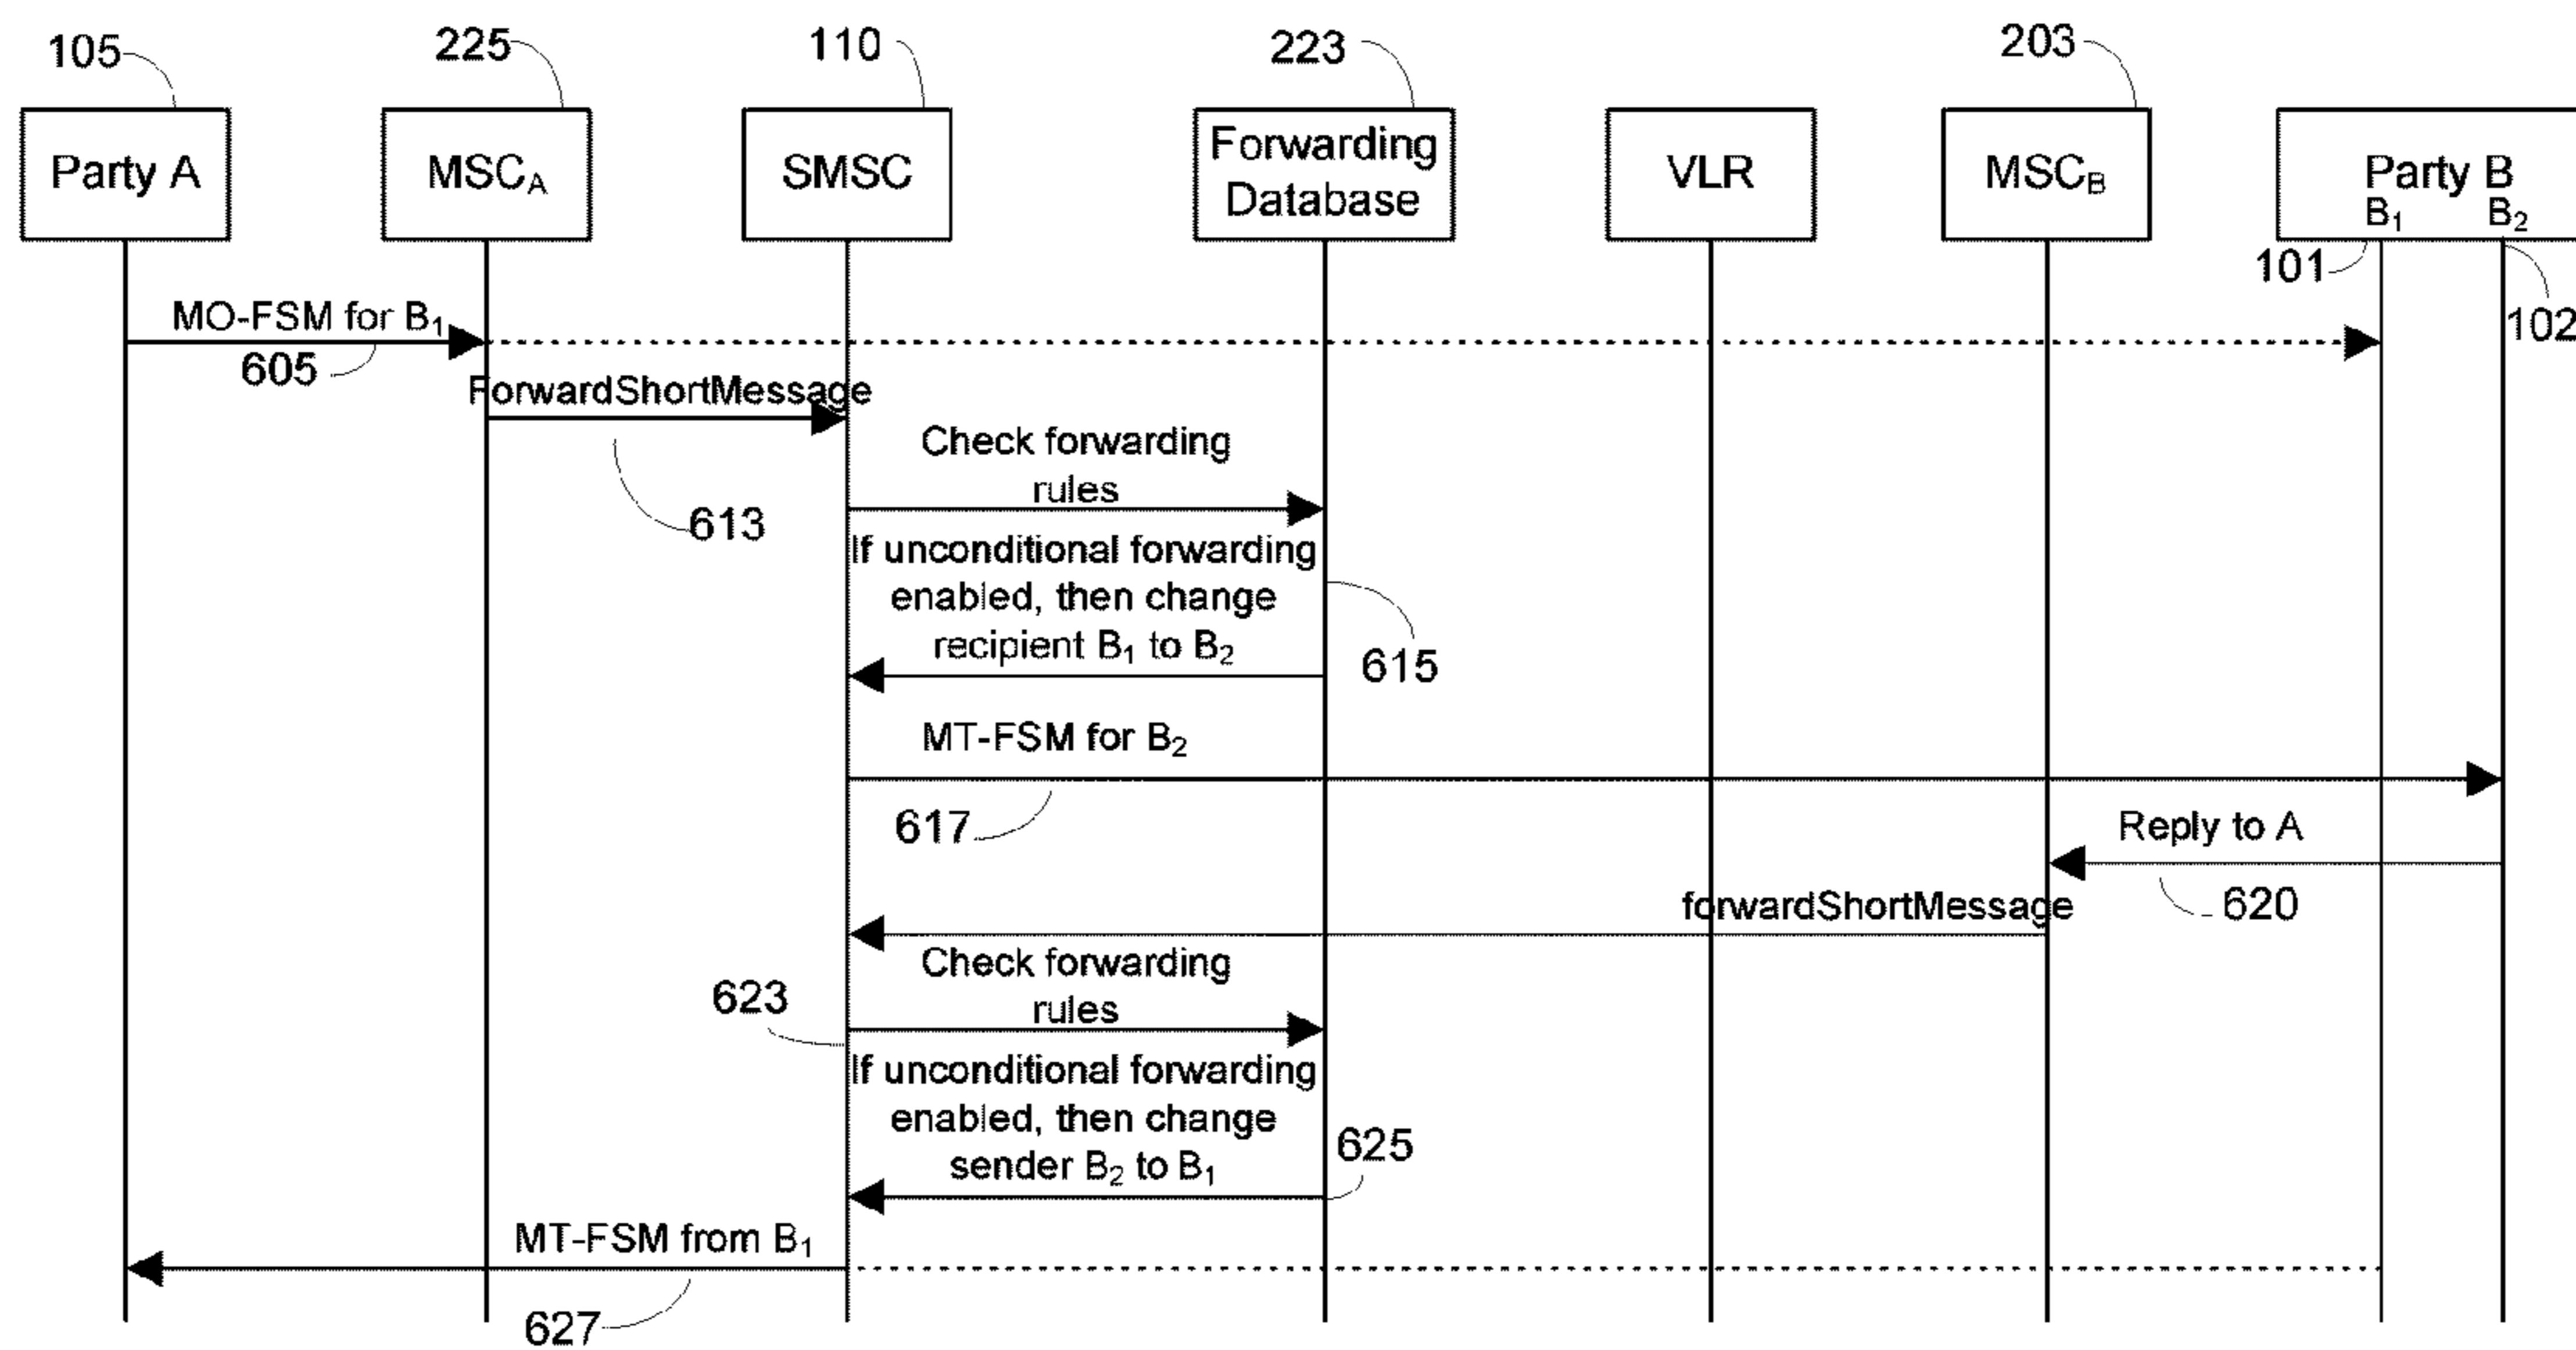 105
225
110
223
203
Party A
MSCA
SMSC
Forwarding
Database
VLR
MSCB
Party B
B1
B2
101
102
MO-FSM for B1
605
ForwardShortMessage
Check forwarding
rules
613
If unconditional forwarding
enabled, then change
recipient B1 to B2
615
MT-FSM for B2
617
Reply to A
620
forwardShortMessage
Check forwarding
rules
623
If unconditional forwarding
enabled, then change
sender B2 to B1
625
MT-FSM from B1
627